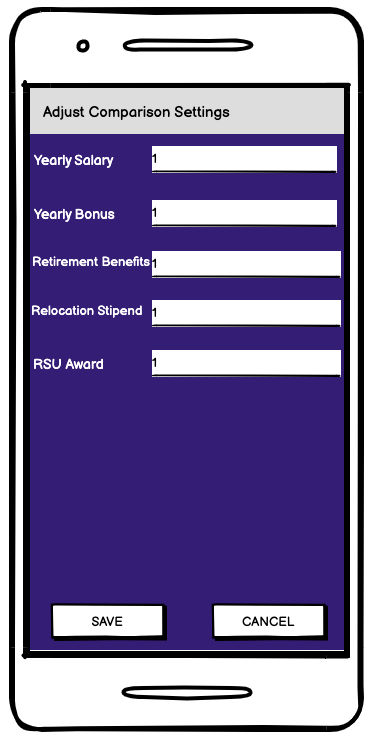 Adjust Comparison Settings
Yearly Salary 1
Yearly Bonus 1
Retirement Benefits 1
Relocation Stipend 1
RSU Award 1
SAVE CANCEL